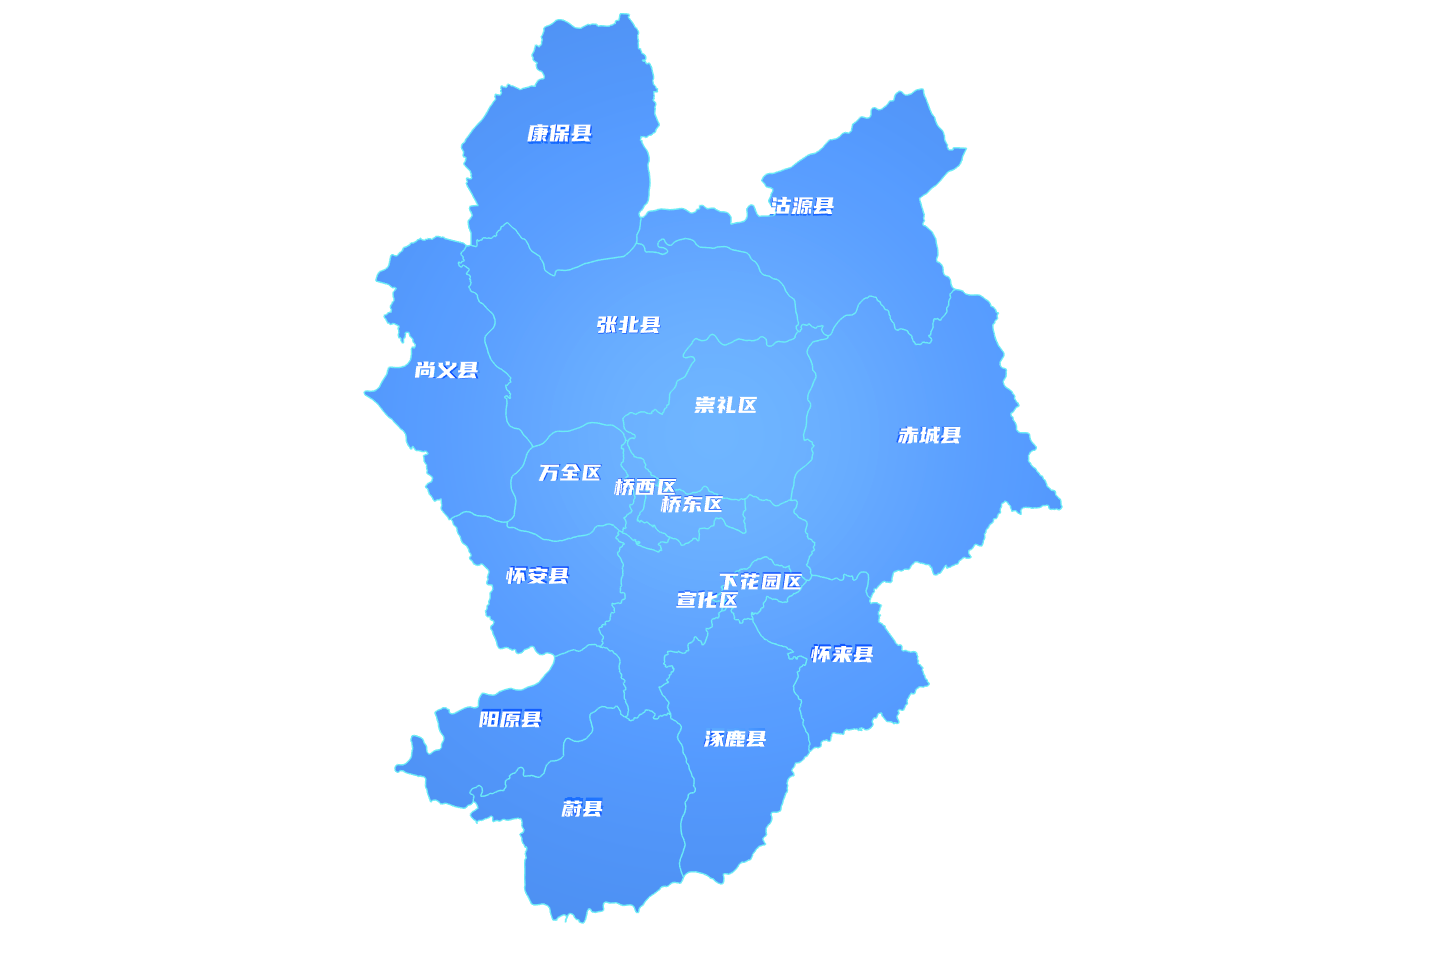 康保县
沽源县
张北县
尚义县
崇礼区
赤城县
万全区
桥西区
桥东区
怀安县
下花园区
宣化区
怀来县
阳原县
涿鹿县
蔚县